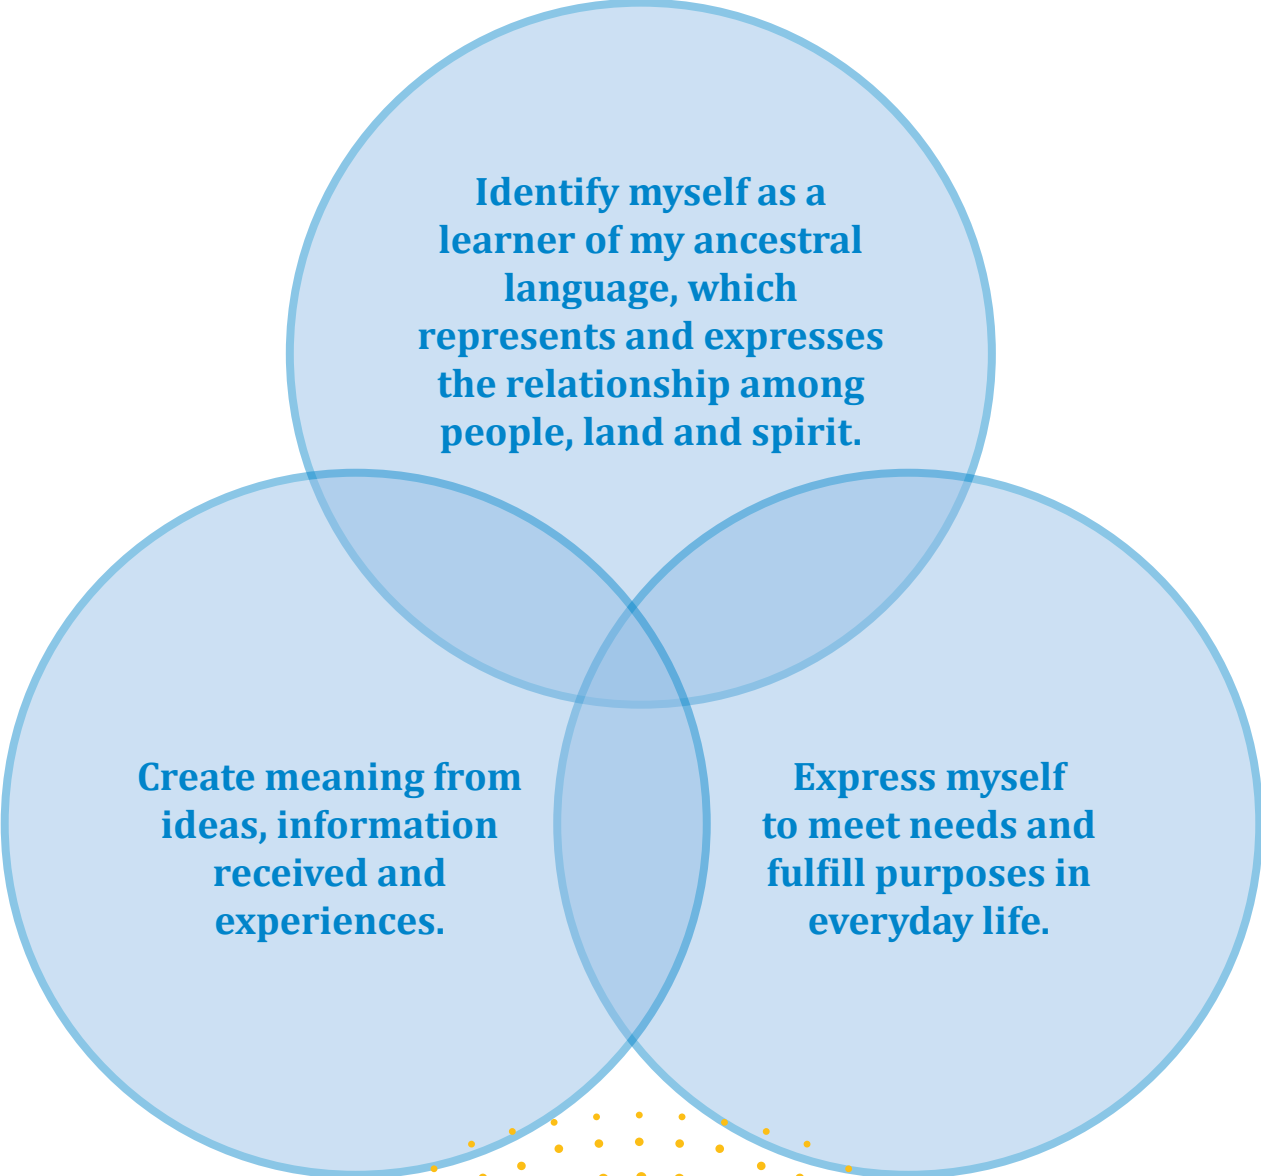 Identify myself as a
learner of my ancestral
language, which
represents and expresses
the relationship among
people, land and spirit.
Create meaning from
ideas, information
received and
experiences.
Express myself
to meet needs and
fulfill purposes in
everyday life.